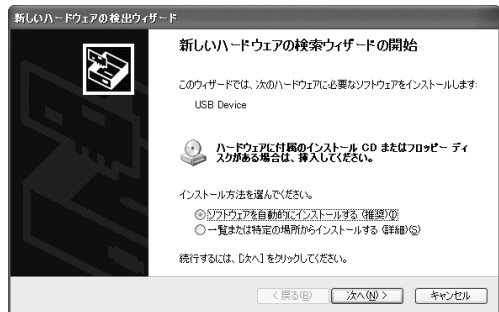 新しいハードウェアの検出ウィザード
新しいハードウェアの検索ウィザードの開始
このウィザードでは、次のハードウェアに必要なソフトウェアをインストールします:
USB Device
ハードウェアに付属のインストール CD またはフロッピー ディ
スクがある場合は、挿入してください。
インストール方法を選んでください。
ソフトウェアを自動的にインストールする (推奨)(I)
一覧または特定の場所からインストールする (詳細)(S)
続行するには、[次へ] をクリックしてください。
< 戻る(B) 次へ(N) > キャンセル